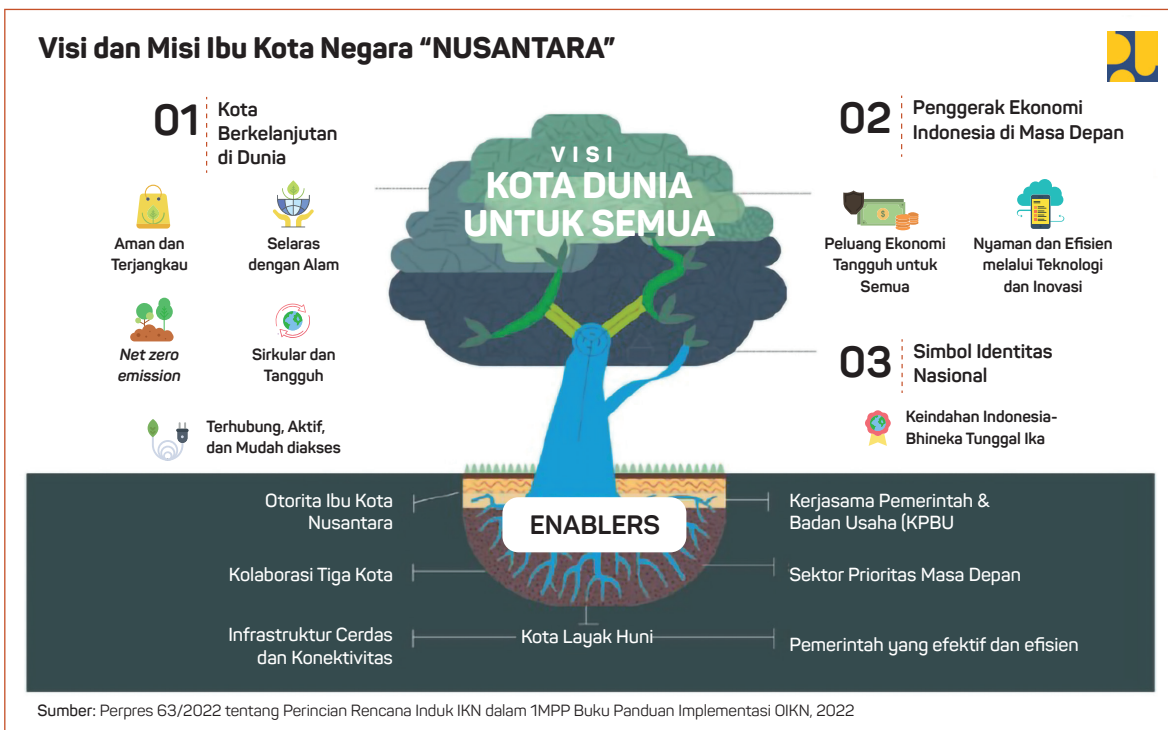 Visi dan Misi Ibu Kota Negara “NUSANTARA”
01
Kota
Berkelanjutan
di Dunia
Aman dan
Terjangkau
Selaras
dengan Alam
Net zero
emission
Sirkular dan
Tangguh
Terhubung, Aktif,
dan Mudah diakses
VISI
KOTA DUNIA
UNTUK SEMUA
02
Penggerak Ekonomi
Indonesia di Masa Depan
Peluang Ekonomi
Tangguh untuk
Semua
Nyaman dan Efisien
melalui Teknologi
dan Inovasi
03
Simbol Identitas
Nasional
Keindahan Indonesia-
Bhineka Tunggal Ika
ENABLERS
Otorita Ibu Kota
Nusantara
Kolaborasi Tiga Kota
Infrastruktur Cerdas
dan Konektivitas
Kota Layak Huni
Kerjasama Pemerintah &
Badan Usaha (KPBU
Sektor Prioritas Masa Depan
Pemerintah yang efektif dan efisien
Sumber: Perpres 63/2022 tentang Perincian Rencana Induk IKN dalam 1MPP Buku Panduan Implementasi OIKN, 2022